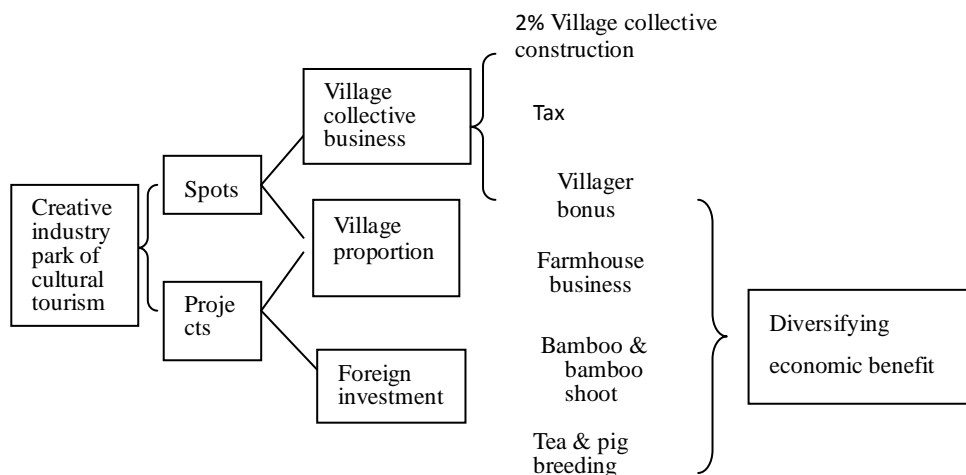 2% Village collective
construction
Village
collective
business
Tax
Spots
Villager
bonus
Creative
industry
park of
cultural
tourism
Village
proportion
Farmhouse
business
Proje
cts
Diversifying
economic benefit
Foreign
investment
Bamboo &
bamboo
shoot
Tea & pig
breeding